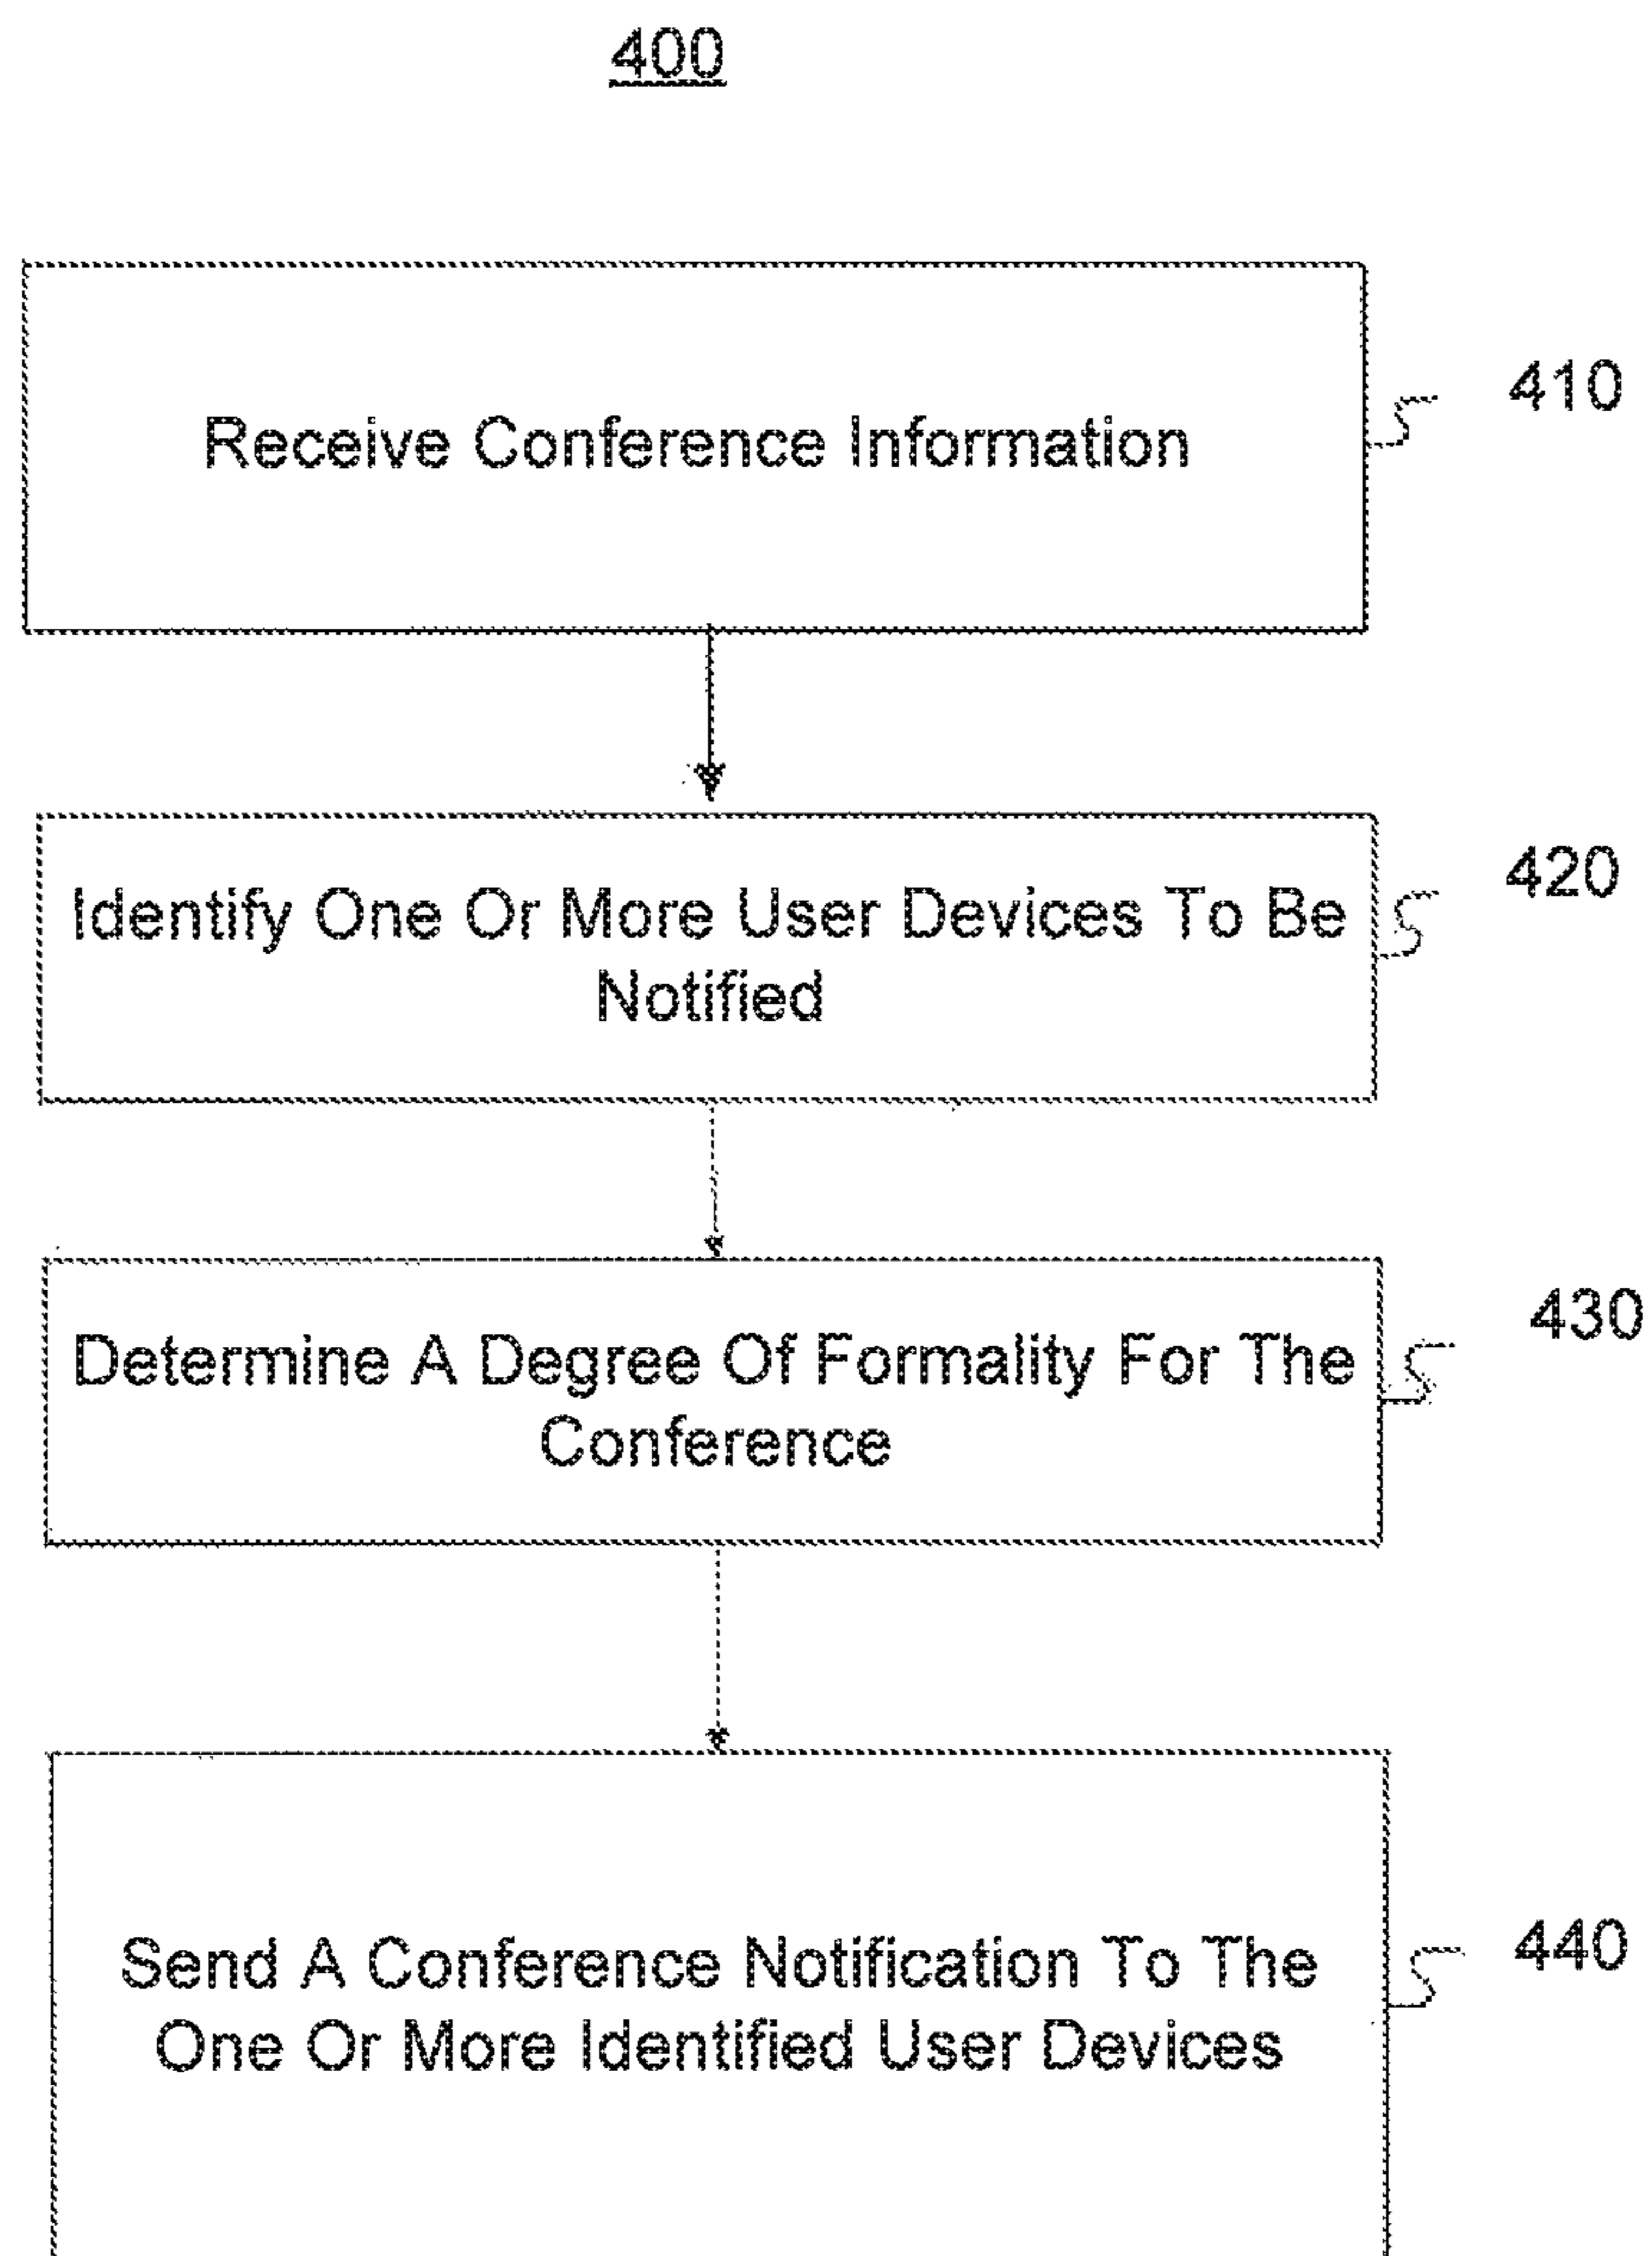 400
Receive Conference Information
410
Identify One Or More User Devices To Be
Notified
420
Determine A Degree Of Formality For The
Conference
430
Send A Conference Notification To The
One Or More Identified User Devices
440